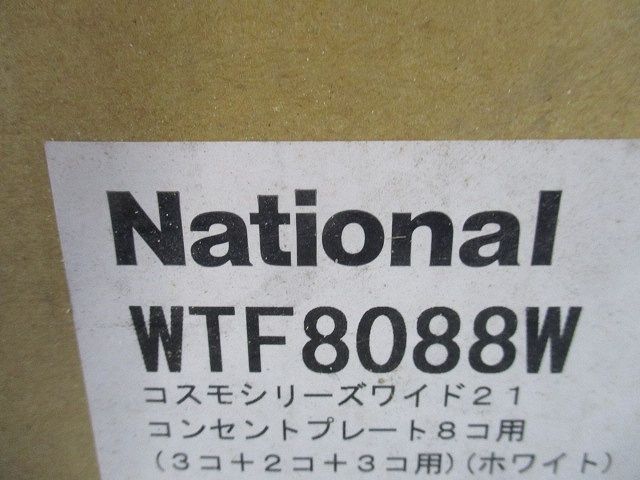 National
WTF8088W
コスモシリーズワイド２１
コンセントプレート８コ用
(３コ＋２コ＋３コ用)(ホワイト)